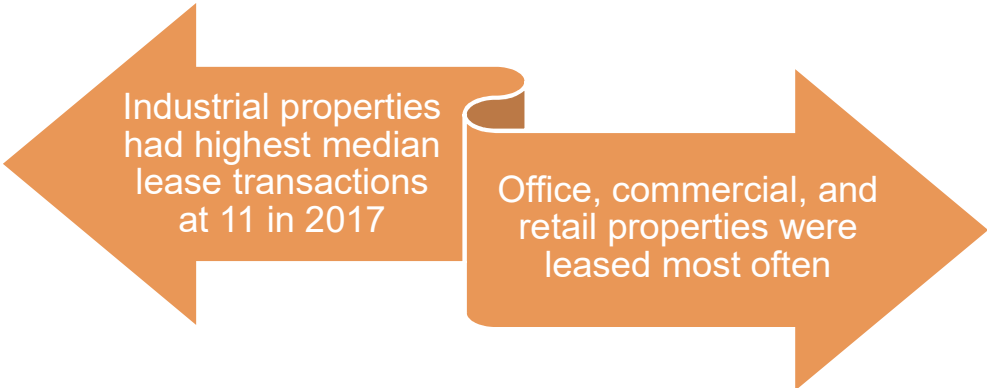 Industrial properties
had highest median
lease transactions
at 11 in 2017
Office, commercial, and
retail properties were
leased most often